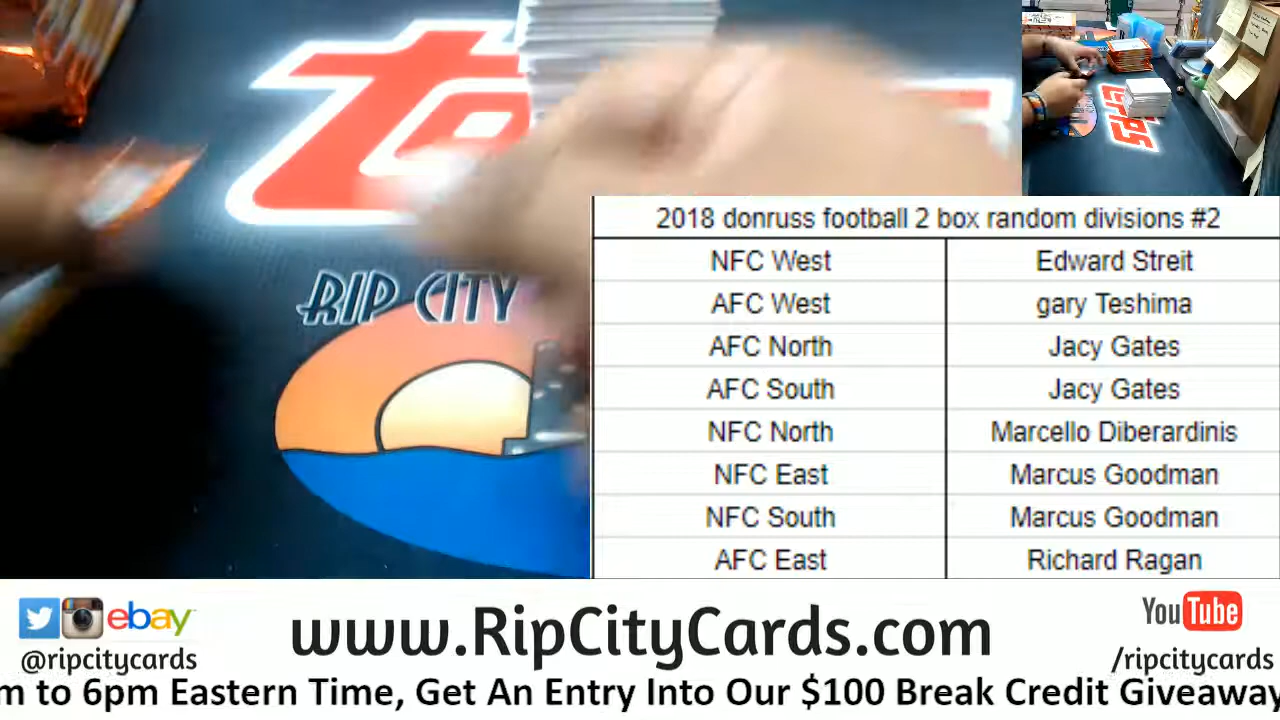 RIP CITY
2018 donruss football 2 box random divisions #2
NFC West Edward Streit
AFC West gary Teshima
AFC North Jacy Gates
AFC South Jacy Gates
NFC North Marcello Diberardinis
NFC East Marcus Goodman
NFC South Marcus Goodman
AFC East Richard Ragan
ebay
www.RipCityCards.com
YouTube
@ripcitycards
/ripcitycards
m to 6pm Eastern Time, Get An Entry Into Our $100 Break Credit Giveaway